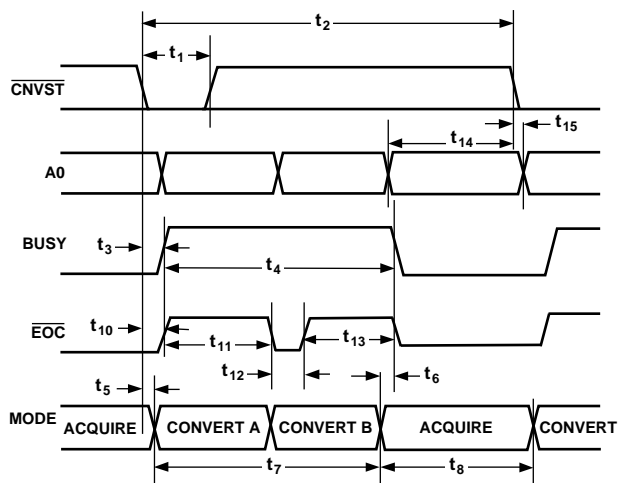 t2
t1
CNVST
t14
t15
A0
BUSY
t3
t4
EOC
t10
t11
t13
t12
t5
t6
MODE
ACQUIRE
CONVERT A
CONVERT B
ACQUIRE
CONVERT
t7
t8